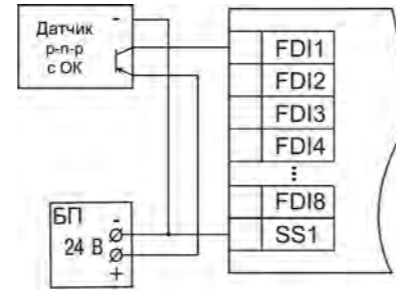 Датчик
p-n-p
с ОК
-
FDI1
FDI2
FDI3
FDI4
⋮
FDI8
SS1
БП
24 В
-
+